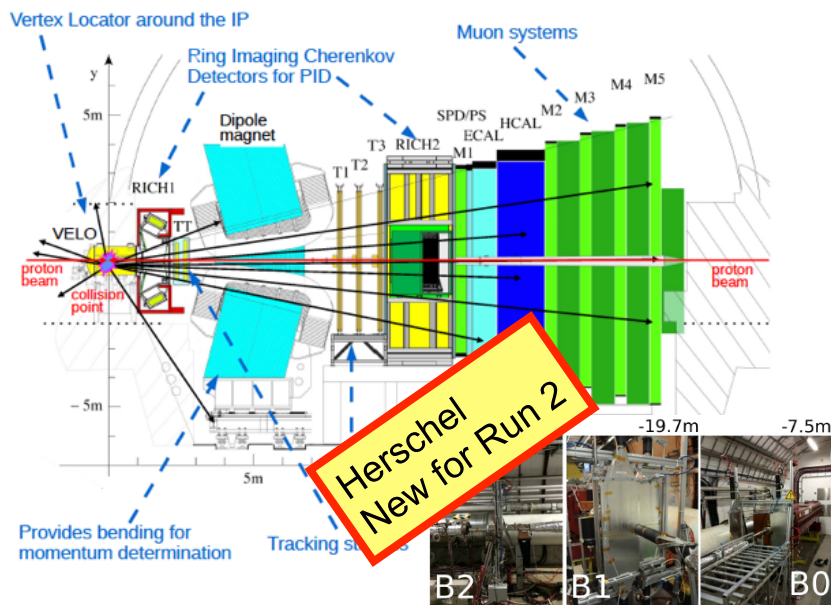 Vertex Locator around the IP
Ring Imaging Cherenkov
Detectors for PID
Muon systems
y
5m
Dipole
magnet
SPD/PS
ECAL
HCAL
M1
M2
M3
M4
M5
T1
T2
T3
RICH2
RICH1
TT
VELO
proton
beam
collision
point
proton
beam
- 5m
5m
Herschel
New for Run 2
Provides bending for
momentum determination
Tracking
-19.7m
-7.5m
B2
B1
B0